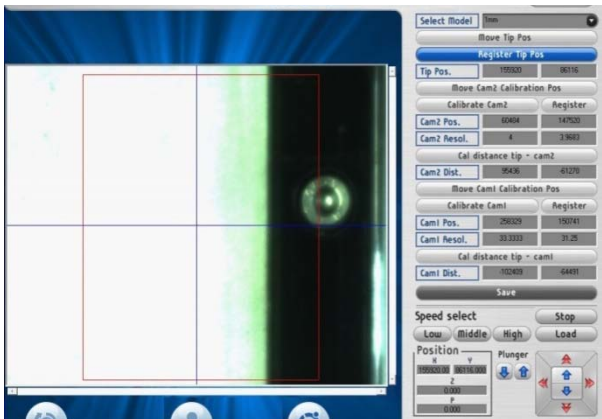 Select Model 1mm
Move Tip Pos
Register Tip Pos
Tip Pos. 155920 86116
Move Cam2 Calibration Pos
Calibrate Cam2 Register
Cam2 Pos. 60484 147520
Cam2 Resol. 4 3.9683
Cal distance tip - cam2
Cam2 Dist. 95436 -61278
Move Cam1 Calibration Pos
Calibrate Cam1 Register
Cam1 Pos. 258329 150741
Cam1 Resol. 33.3333 31.25
Cal distance tip - cam1
Cam1 Dist. -102409 -64491
Save
Speed select Stop
Low Middle High Load
Position Plunger
X Y
155920.00 86116.000
Z
0.000
P
0.000